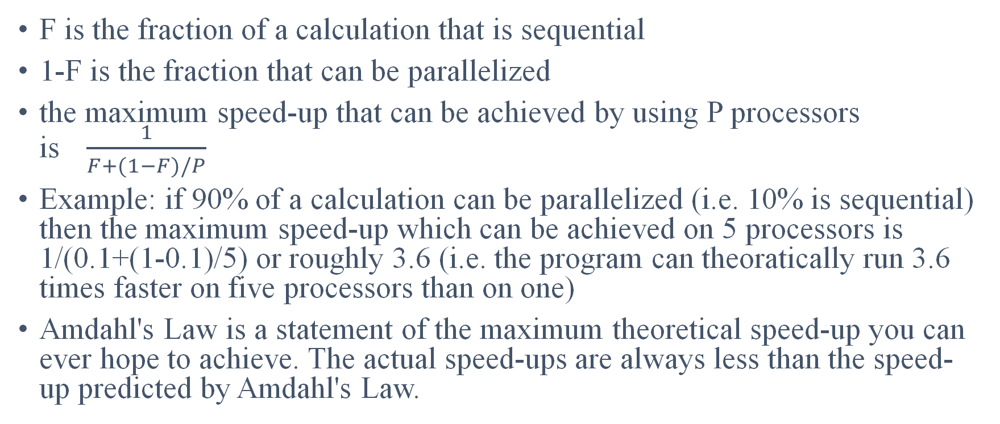 • F is the fraction of a calculation that is sequential
• 1-F is the fraction that can be parallelized
• the maximum speed-up that can be achieved by using P processors
is 1/(F+(1−F)/P)
• Example: if 90% of a calculation can be parallelized (i.e. 10% is sequential)
then the maximum speed-up which can be achieved on 5 processors is
1/(0.1+(1-0.1)/5) or roughly 3.6 (i.e. the program can theoratically run 3.6
times faster on five processors than on one)
• Amdahl's Law is a statement of the maximum theoretical speed-up you can
ever hope to achieve. The actual speed-ups are always less than the speed-
up predicted by Amdahl's Law.